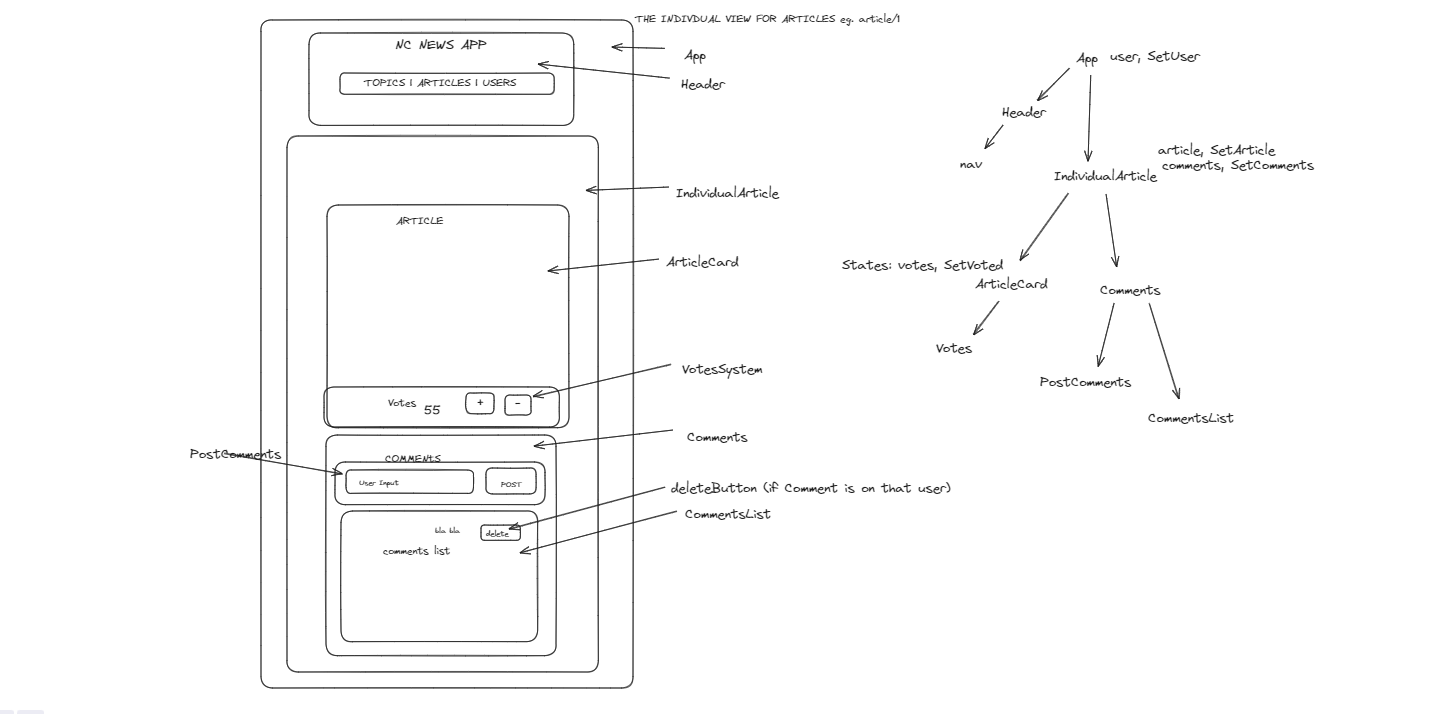 THE INDIVDUAL VIEW FOR ARTICLES eg. article/1
NC NEWS APP
TOPICS | ARTICLES | USERS
App
Header
IndividualArticle
ARTICLE
ArticleCard
VotesSystem
Votes
55
+
-
Comments
PostComments
COMMENTS
User Input
POST
deleteButton (if Comment is on that user)
CommentsList
bla bla
delete
comments list
App
user, SetUser
Header
nav
article, SetArticle
comments, SetComments
IndividualArticle
States: votes, SetVoted
ArticleCard
Comments
Votes
PostComments
CommentsList